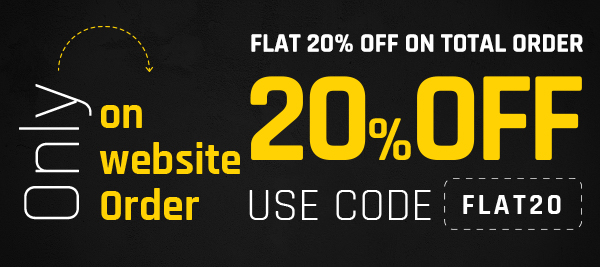 Only
on
website
Order
FLAT 20% OFF ON TOTAL ORDER
20% OFF
USE CODE FLAT20